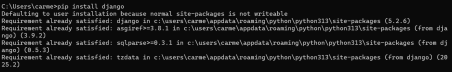 C:\Users\carme>pip install django
Defaulting to user installation because normal site-packages is not writeable
Requirement already satisfied: django in c:\users\carme\appdata\roaming\python\python313\site-packages (5.2.6)
Requirement already satisfied: asgiref>=3.8.1 in c:\users\carme\appdata\roaming\python\python313\site-packages (from dja
ngo) (3.9.2)
Requirement already satisfied: sqlparse>=0.3.1 in c:\users\carme\appdata\roaming\python\python313\site-packages (from dj
ango) (0.5.3)
Requirement already satisfied: tzdata in c:\users\carme\appdata\roaming\python\python313\site-packages (from django) (20
25.2)